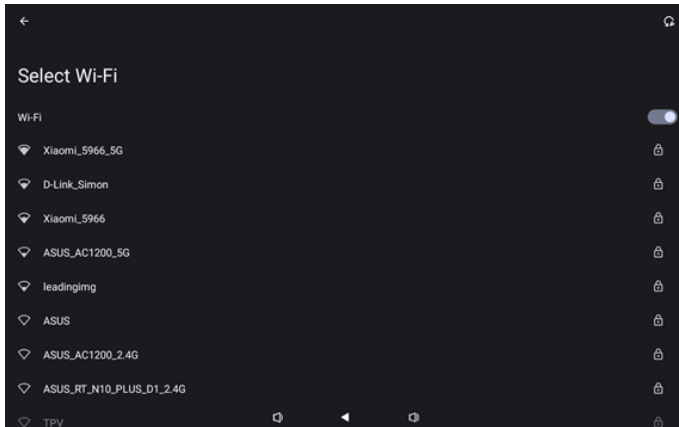 Select Wi-Fi
Wi-Fi
Xiaomi_5966_5G
D-Link_Simon
Xiaomi_5966
ASUS_AC1200_5G
leadingimg
ASUS
ASUS_AC1200_2.4G
ASUS_RT_N10_PLUS_D1_2.4G
TPV